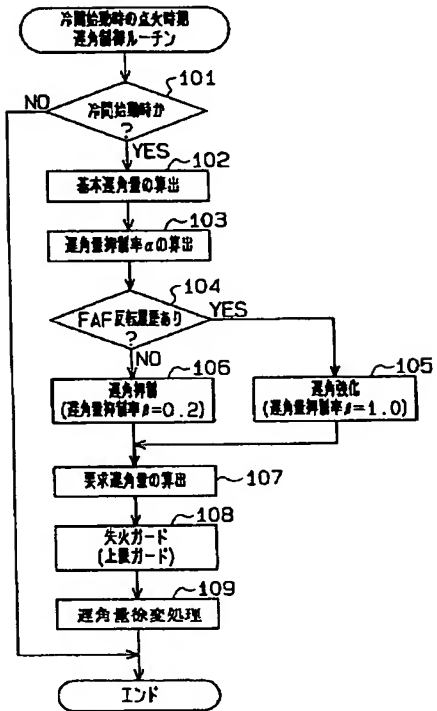 冷間始動時の点火時期
遅角制御ルーチン
101
冷間始動時か
?
NO
YES
102
基本遅角量の算出
103
遅角量抑制率αの算出
104
FAF反転履歴あり
?
YES
NO
106
遅角抑制
(遅角量抑制率β=0.2)
105
遅角強化
(遅角量抑制率β=1.0)
要求遅角量の算出
107
108
失火ガード
(上限ガード)
109
遅角量徐変処理
エンド